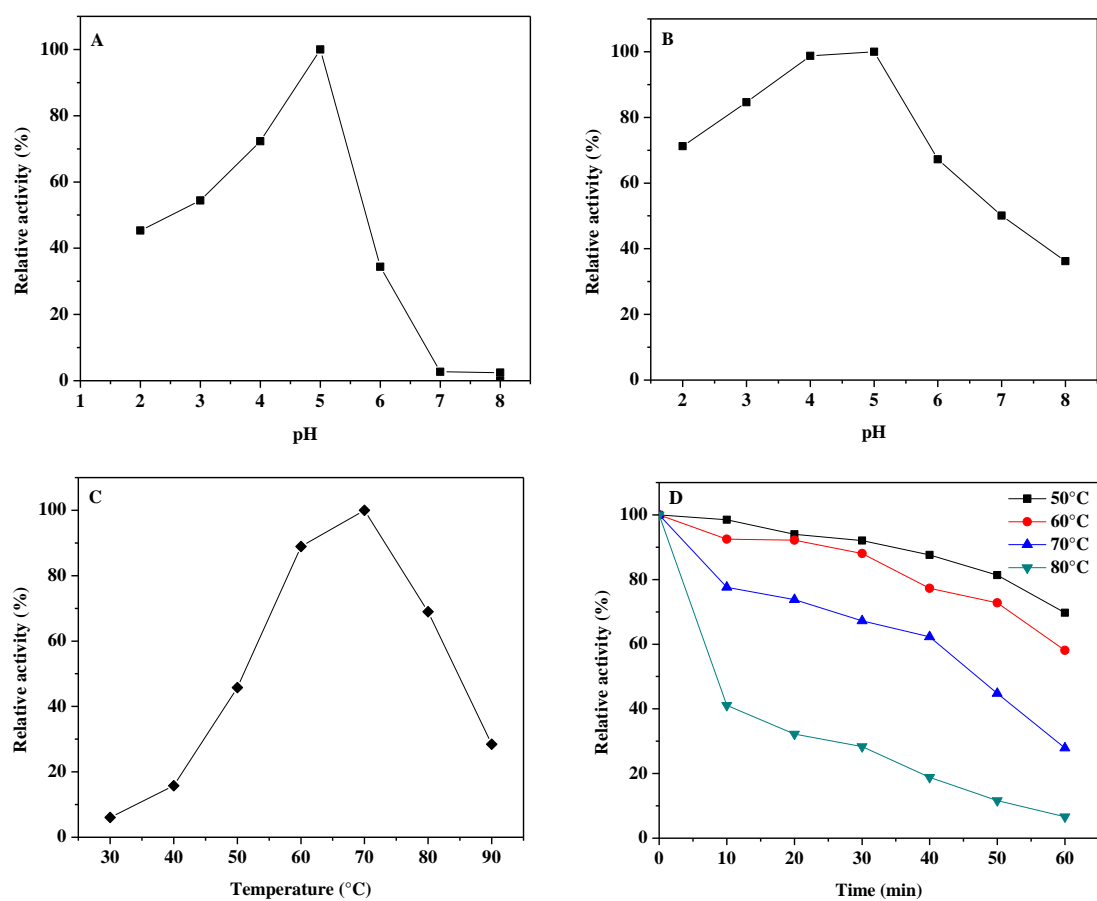 A
Relative activity (%)
100
80
60
40
20
0
1 2 3 4 5 6 7 8
pH
B
Relative activity (%)
100
80
60
40
20
0
2 3 4 5 6 7 8
pH
C
Relative activity (%)
100
80
60
40
20
0
30 40 50 60 70 80 90
Temperature (°C)
D
50°C
60°C
70°C
80°C
Relative activity (%)
100
80
60
40
20
0
0 10 20 30 40 50 60
Time (min)